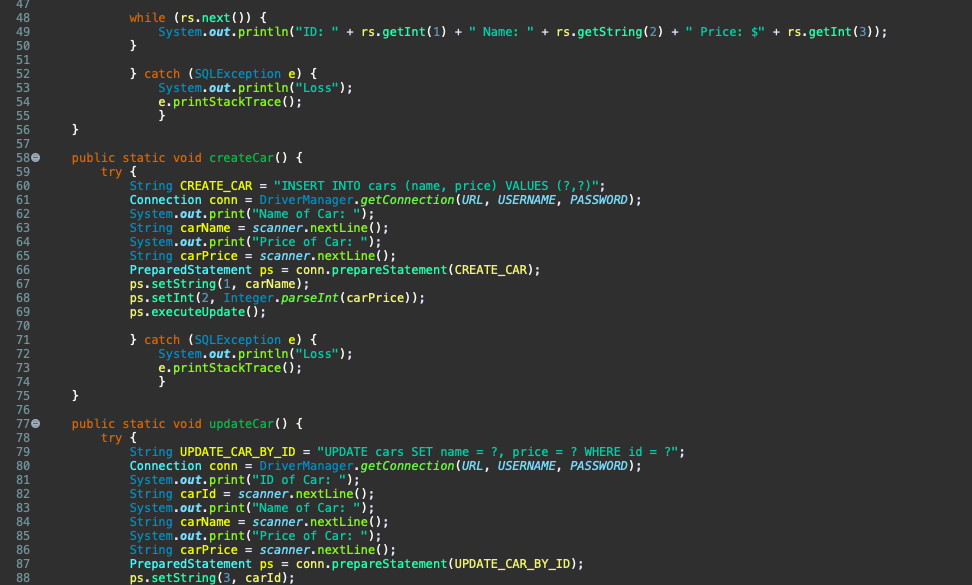 47
48 while (rs.next()) {
49 System.out.println("ID: " + rs.getInt(1) + " Name: " + rs.getString(2) + " Price: $" + rs.getInt(3));
50 }
51
52 } catch (SQLException e) {
53 System.out.println("Loss");
54 e.printStackTrace();
55 }
56 }
57
58 public static void createCar() {
59 try {
60 String CREATE_CAR = "INSERT INTO cars (name, price) VALUES (?,?)";
61 Connection conn = DriverManager.getConnection(URL, USERNAME, PASSWORD);
62 System.out.print("Name of Car: ");
63 String carName = scanner.nextLine();
64 System.out.print("Price of Car: ");
65 String carPrice = scanner.nextLine();
66 PreparedStatement ps = conn.prepareStatement(CREATE_CAR);
67 ps.setString(1, carName);
68 ps.setInt(2, Integer.parseInt(carPrice));
69 ps.executeUpdate();
70
71 } catch (SQLException e) {
72 System.out.println("Loss");
73 e.printStackTrace();
74 }
75 }
76
77 public static void updateCar() {
78 try {
79 String UPDATE_CAR_BY_ID = "UPDATE cars SET name = ?, price = ? WHERE id = ?";
80 Connection conn = DriverManager.getConnection(URL, USERNAME, PASSWORD);
81 System.out.print("ID of Car: ");
82 String carId = scanner.nextLine();
83 System.out.print("Name of Car: ");
84 String carName = scanner.nextLine();
85 System.out.print("Price of Car: ");
86 String carPrice = scanner.nextLine();
87 PreparedStatement ps = conn.prepareStatement(UPDATE_CAR_BY_ID);
88 ps.setString(3, carId);